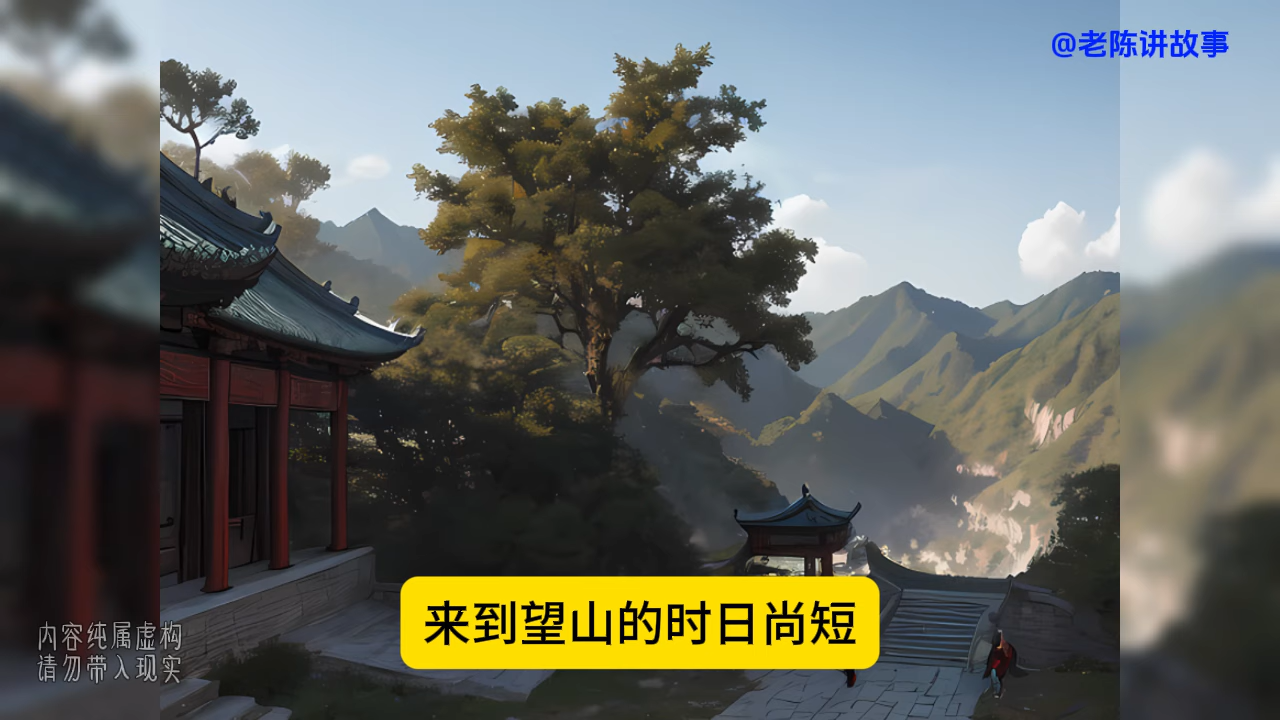 @老陈讲故事
来到望山的时日尚短
内容纯属虚构
请勿带入现实